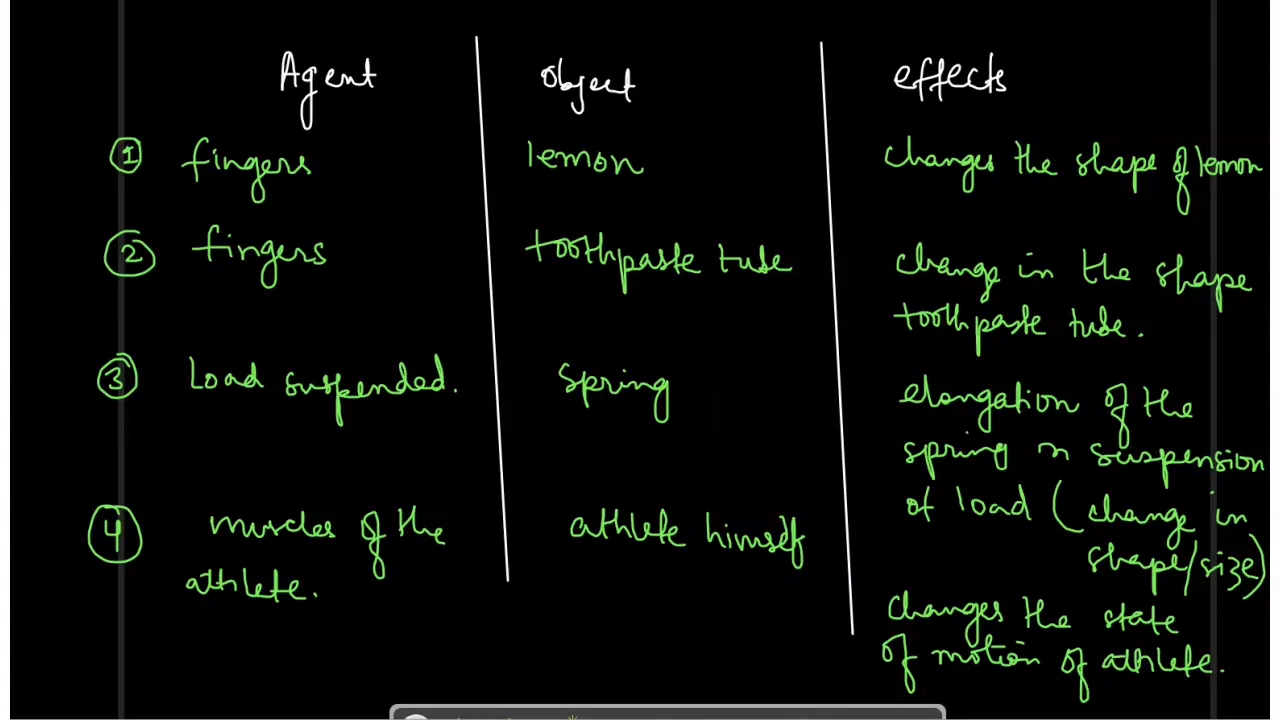 Agent object effects
① fingers lemon changes the shape of lemon
② fingers toothpaste tube change in the shape
toothpaste tube.
③ Load suspended. spring elongation of the
spring in suspension
of load (change in
shape/size)
④ muscles of the athlete himself
athlete.
changes the state
of motion of athlete.